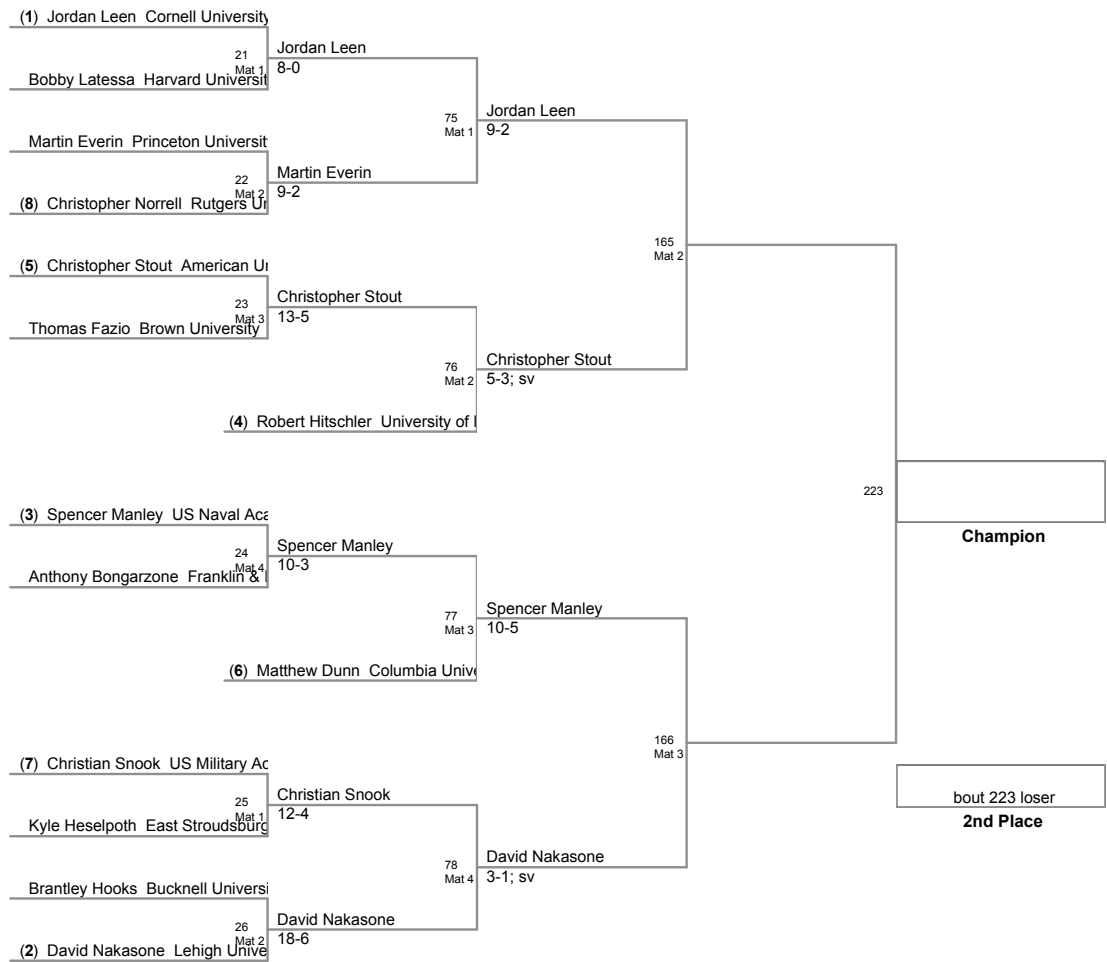 (1) Jordan Leen Cornell University
21
Mat 1
Jordan Leen
8-0
Bobby Latessa Harvard Universit
75
Mat 1
Jordan Leen
9-2
Martin Everin Princeton Universit
22
Mat 2
Martin Everin
9-2
(8) Christopher Norrell Rutgers Un
165
Mat 2
(5) Christopher Stout American Un
23
Mat 3
Christopher Stout
13-5
Thomas Fazio Brown University
76
Mat 2
Christopher Stout
5-3; sv
(4) Robert Hitschler University of
223
Champion
(3) Spencer Manley US Naval Aca
24
Mat 4
Spencer Manley
10-3
Anthony Bongarzone Franklin &
77
Mat 3
Spencer Manley
10-5
(6) Matthew Dunn Columbia Unive
166
Mat 3
(7) Christian Snook US Military Ac
25
Mat 1
Christian Snook
12-4
Kyle Heselpoth East Stroudsburg
bout 223 loser
2nd Place
78
Mat 4
David Nakasone
3-1; sv
Brantley Hooks Bucknell Universi
26
Mat 2
David Nakasone
18-6
(2) David Nakasone Lehigh Unive